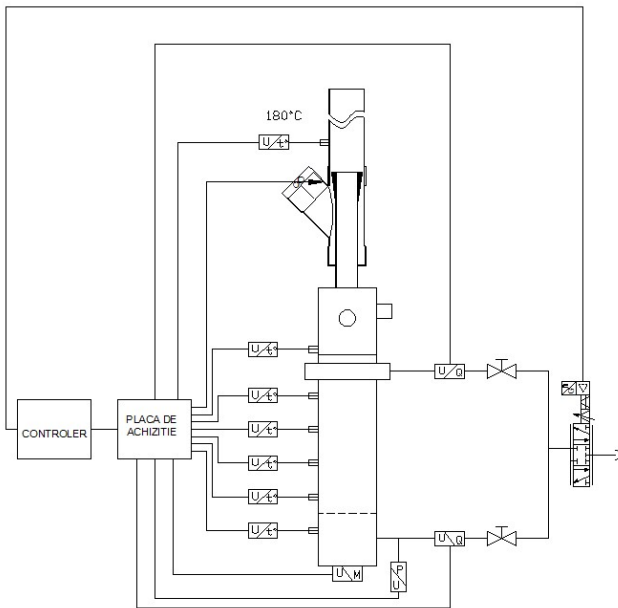 180°C
U t°
U t°
U Q
U t°
U t°
CONTROLER
PLACA DE
ACHIZITIE
U t°
U t°
U t°
U Q
U M
P
U